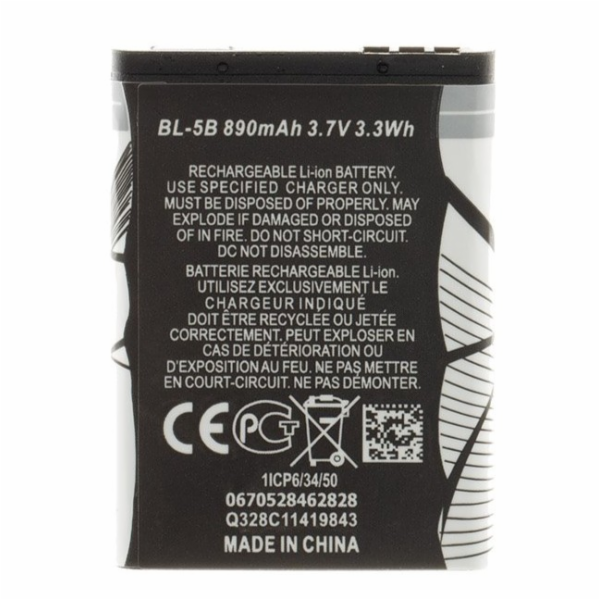 BL-5B 890mAh 3.7V 3.3Wh
RECHARGEABLE Li-ion BATTERY.
USE SPECIFIED CHARGER ONLY.
MUST BE DISPOSED OF PROPERLY. MAY
EXPLODE IF DAMAGED OR DISPOSED
OF IN FIRE. DO NOT SHORT-CIRCUIT.
DC NOT DISASSEMBLE.
BATTERIE RECHARGEABLE Li-ion.
UTILISEZ EXCLUSIVEMENT LE
CHARGEUR INDIQUÉ
DOIT ÊTRE RECYCLÉE OU JETÉE
CORRECTEMENT, PEUT EXPLOSER EN
CAS DE DÉTÉRIORATION OU
D'EXPOSITION AU FEU. NE PAS METTRE
EN COURT-CIRCUIT. NE PAS DÉMONTER.
CE PCT
1ICP6/34/50
0670528462828
Q328C11419843
MADE IN CHINA